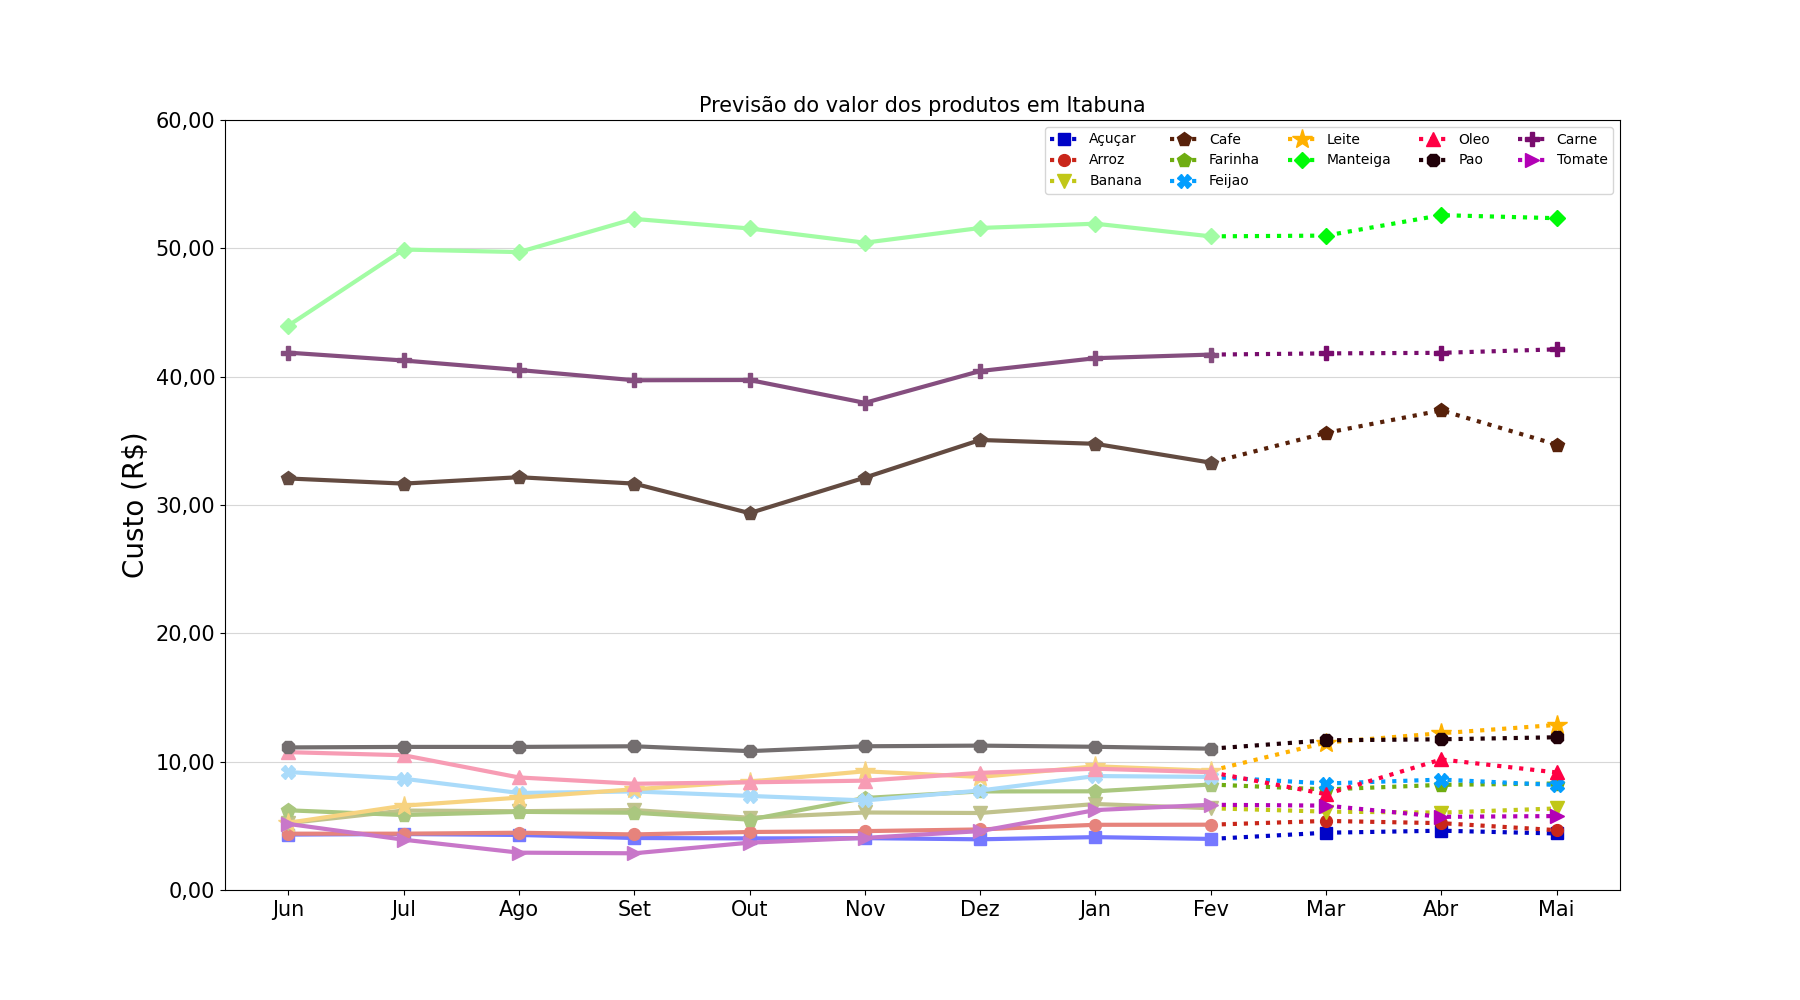 Previsão do valor dos produtos em Itabuna
60,00
50,00
40,00
30,00
20,00
10,00
0,00
Custo (R$)
Açuçar Cafe Leite Oleo Carne
Arroz Farinha Manteiga Pao Tomate
Banana Feijao
Jun Jul Ago Set Out Nov Dez Jan Fev Mar Abr Mai